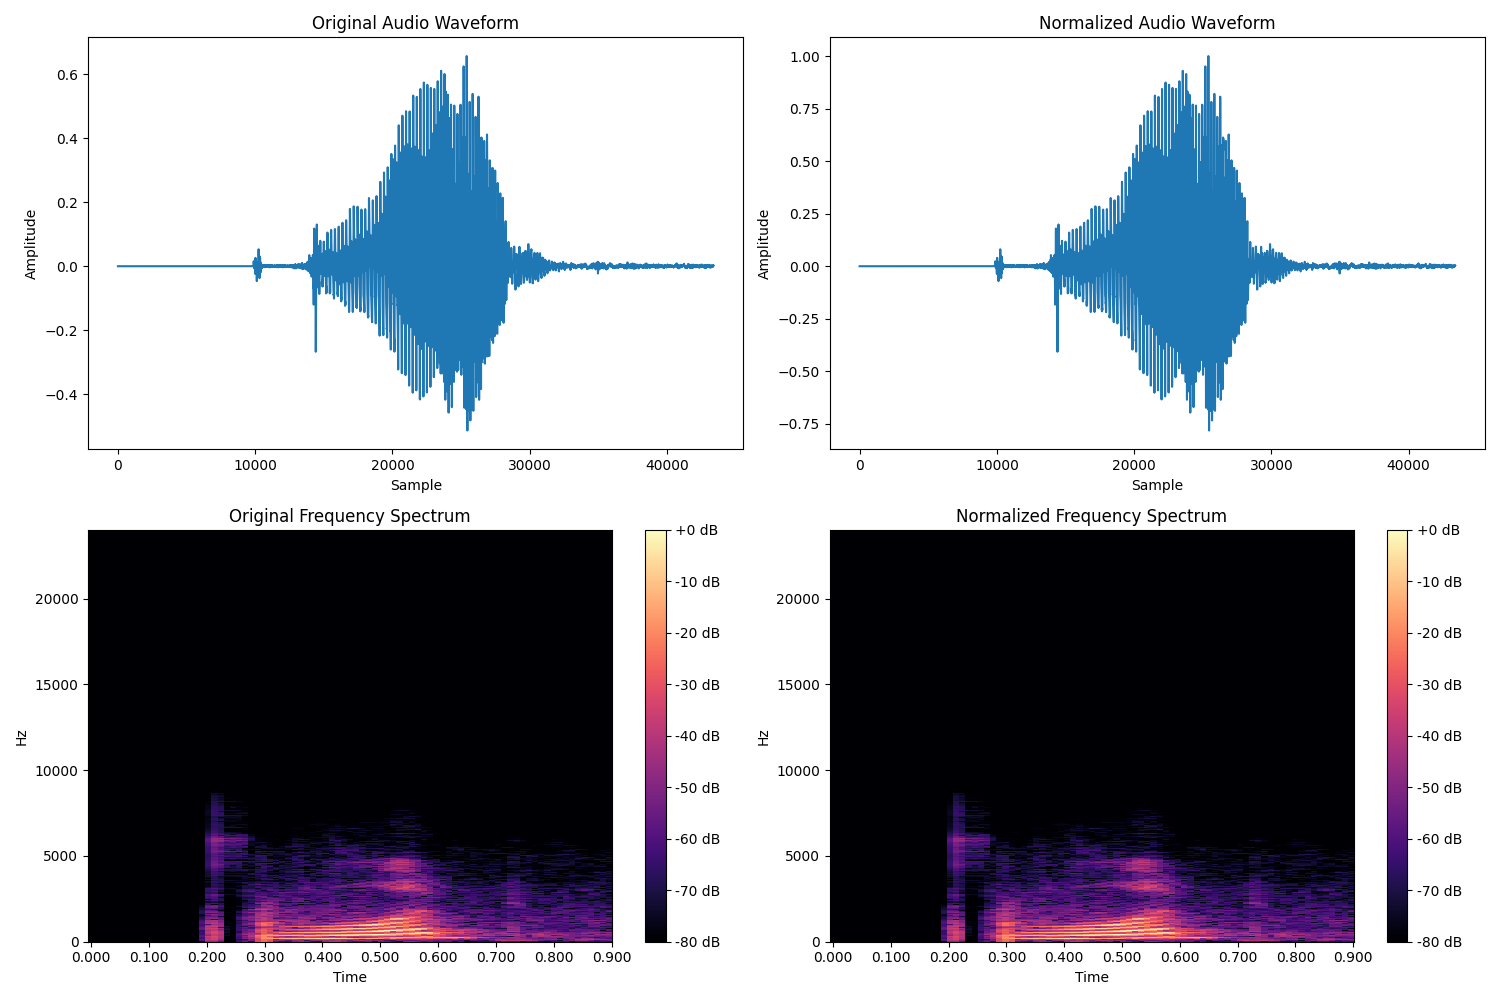 Original Audio Waveform
Normalized Audio Waveform
Amplitude
0.6
0.4
0.2
0.0
−0.2
−0.4
0
10000
20000
30000
40000
Sample
Amplitude
1.00
0.75
0.50
0.25
0.00
−0.25
−0.50
−0.75
0
10000
20000
30000
40000
Sample
Original Frequency Spectrum
Hz
20000
15000
10000
5000
0
0.000
0.100
0.200
0.300
0.400
0.500
0.600
0.700
0.800
0.900
Time
+0 dB
-10 dB
-20 dB
-30 dB
-40 dB
-50 dB
-60 dB
-70 dB
-80 dB
Normalized Frequency Spectrum
Hz
20000
15000
10000
5000
0
0.000
0.100
0.200
0.300
0.400
0.500
0.600
0.700
0.800
0.900
Time
+0 dB
-10 dB
-20 dB
-30 dB
-40 dB
-50 dB
-60 dB
-70 dB
-80 dB